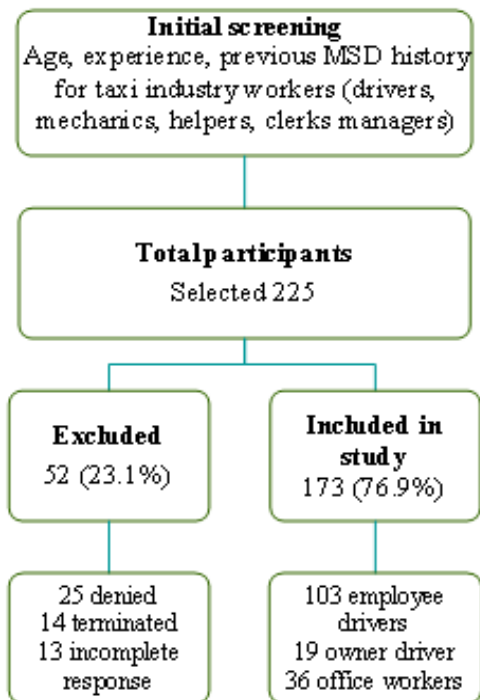 Initial screening
Age, experience, previous MSD history
for taxi industry workers (drivers,
mechanics, helpers, clerks managers)
Total participants
Selected 225
Excluded
52 (23.1%)
Included in
study
173 (76.9%)
25 denied
14 terminated
13 incomplete
response
103 employee
drivers
19 owner driver
36 office workers